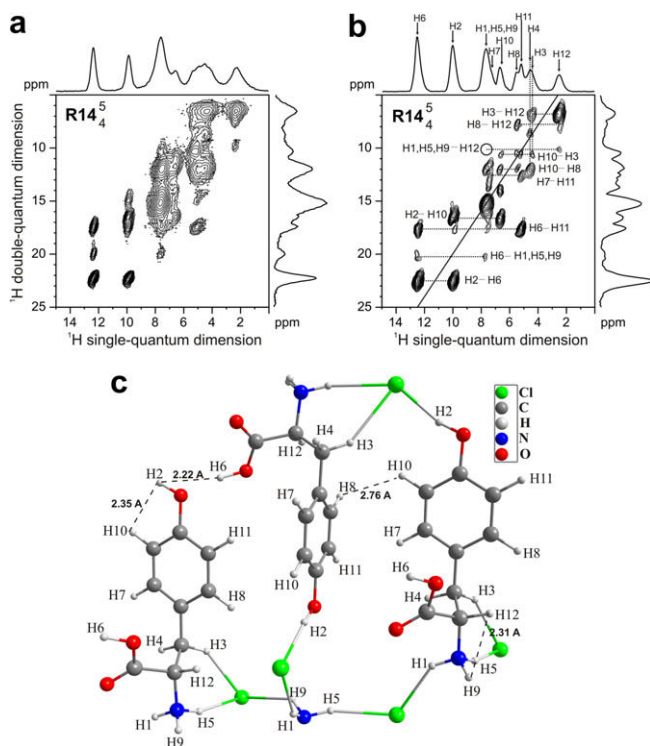 a
ppm
R14 5 4
10
15
20
25
14 12 10 8 6 4 2 0
¹H single-quantum dimension
¹H double-quantum dimension
ppm
b
H6
H2
H1,H5,H9
H7
H10
H8
H11
H4
H3
H12
ppm
R14 5 4
H3 – H12
H8 – H12
H1,H5,H9 – H12
H10 – H3
H10 – H8
H7 – H11
H2 – H10
H6 – H11
H6 – H1,H5,H9
H2 – H6
10
15
20
25
14 12 10 8 6 4 2
¹H single-quantum dimension
¹H double-quantum dimension
ppm
c
Cl
C
H
N
O
H2
H4
H3
H12
H6
2.22 A
H2
2.35 A
H10
H11
H7
H8
H6
H4
H3
H12
H1
H5
H9
H7
H8
2.76 A
H10
H10
H11
H2
H9
H1
H5
H11
H7
H8
H6
H4
H3
H12
2.31 A
H1
H5
H9